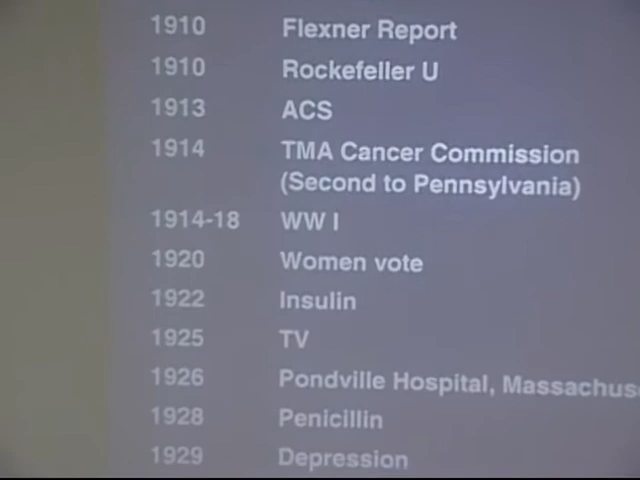 1910 Flexner Report
1910 Rockefeller U
1913 ACS
1914 TMA Cancer Commission
(Second to Pennsylvania)
1914-18 WW I
1920 Women vote
1922 Insulin
1925 TV
1926 Pondville Hospital, Massachus
1928 Penicillin
1929 Depression